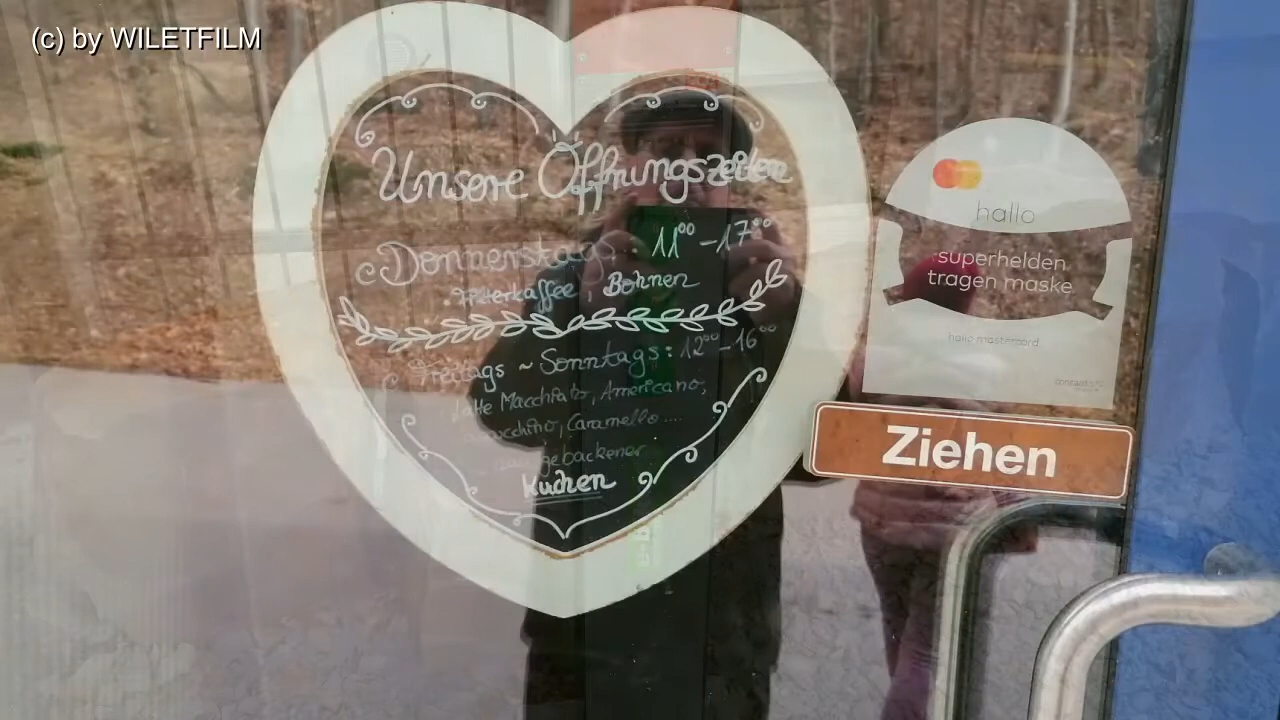 (c) by WILETFILM
Unsere Öffnungszeiten
Donnerstags: 11⁰⁰-17⁰⁰
Filterkaffee, Bohnen
Freitags ~ Sonntags: 12⁰⁰-16⁰⁰
Latte Macchiato, Americano,
Caramello....
gebackener
Kuchen
hallo
superhelden
tragen maske
hallo mastercard
Ziehen